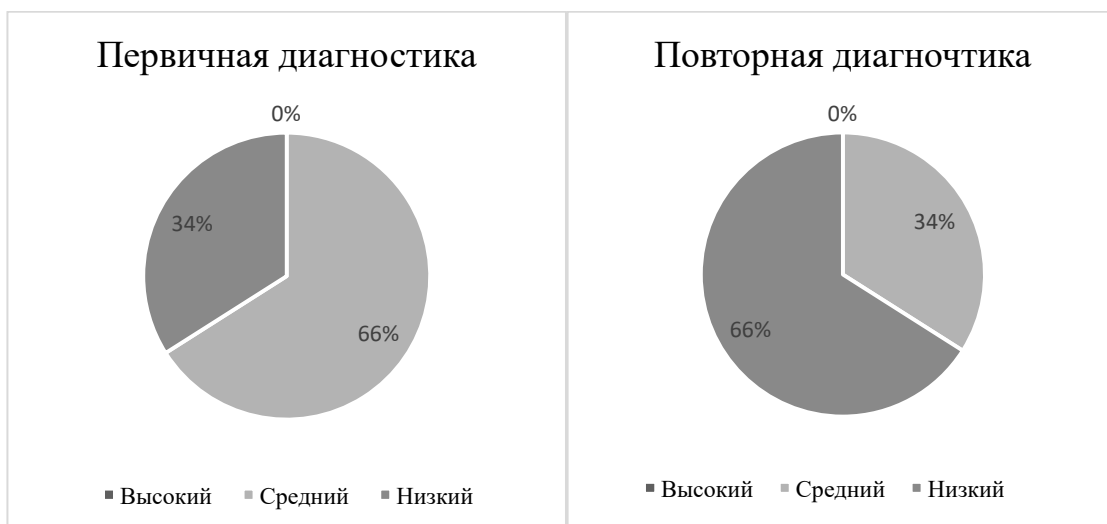 Первичная диагностика
0%
34%
66%
Высокий Средний Низкий
Повторная диагночтика
0%
34%
66%
Высокий Средний Низкий